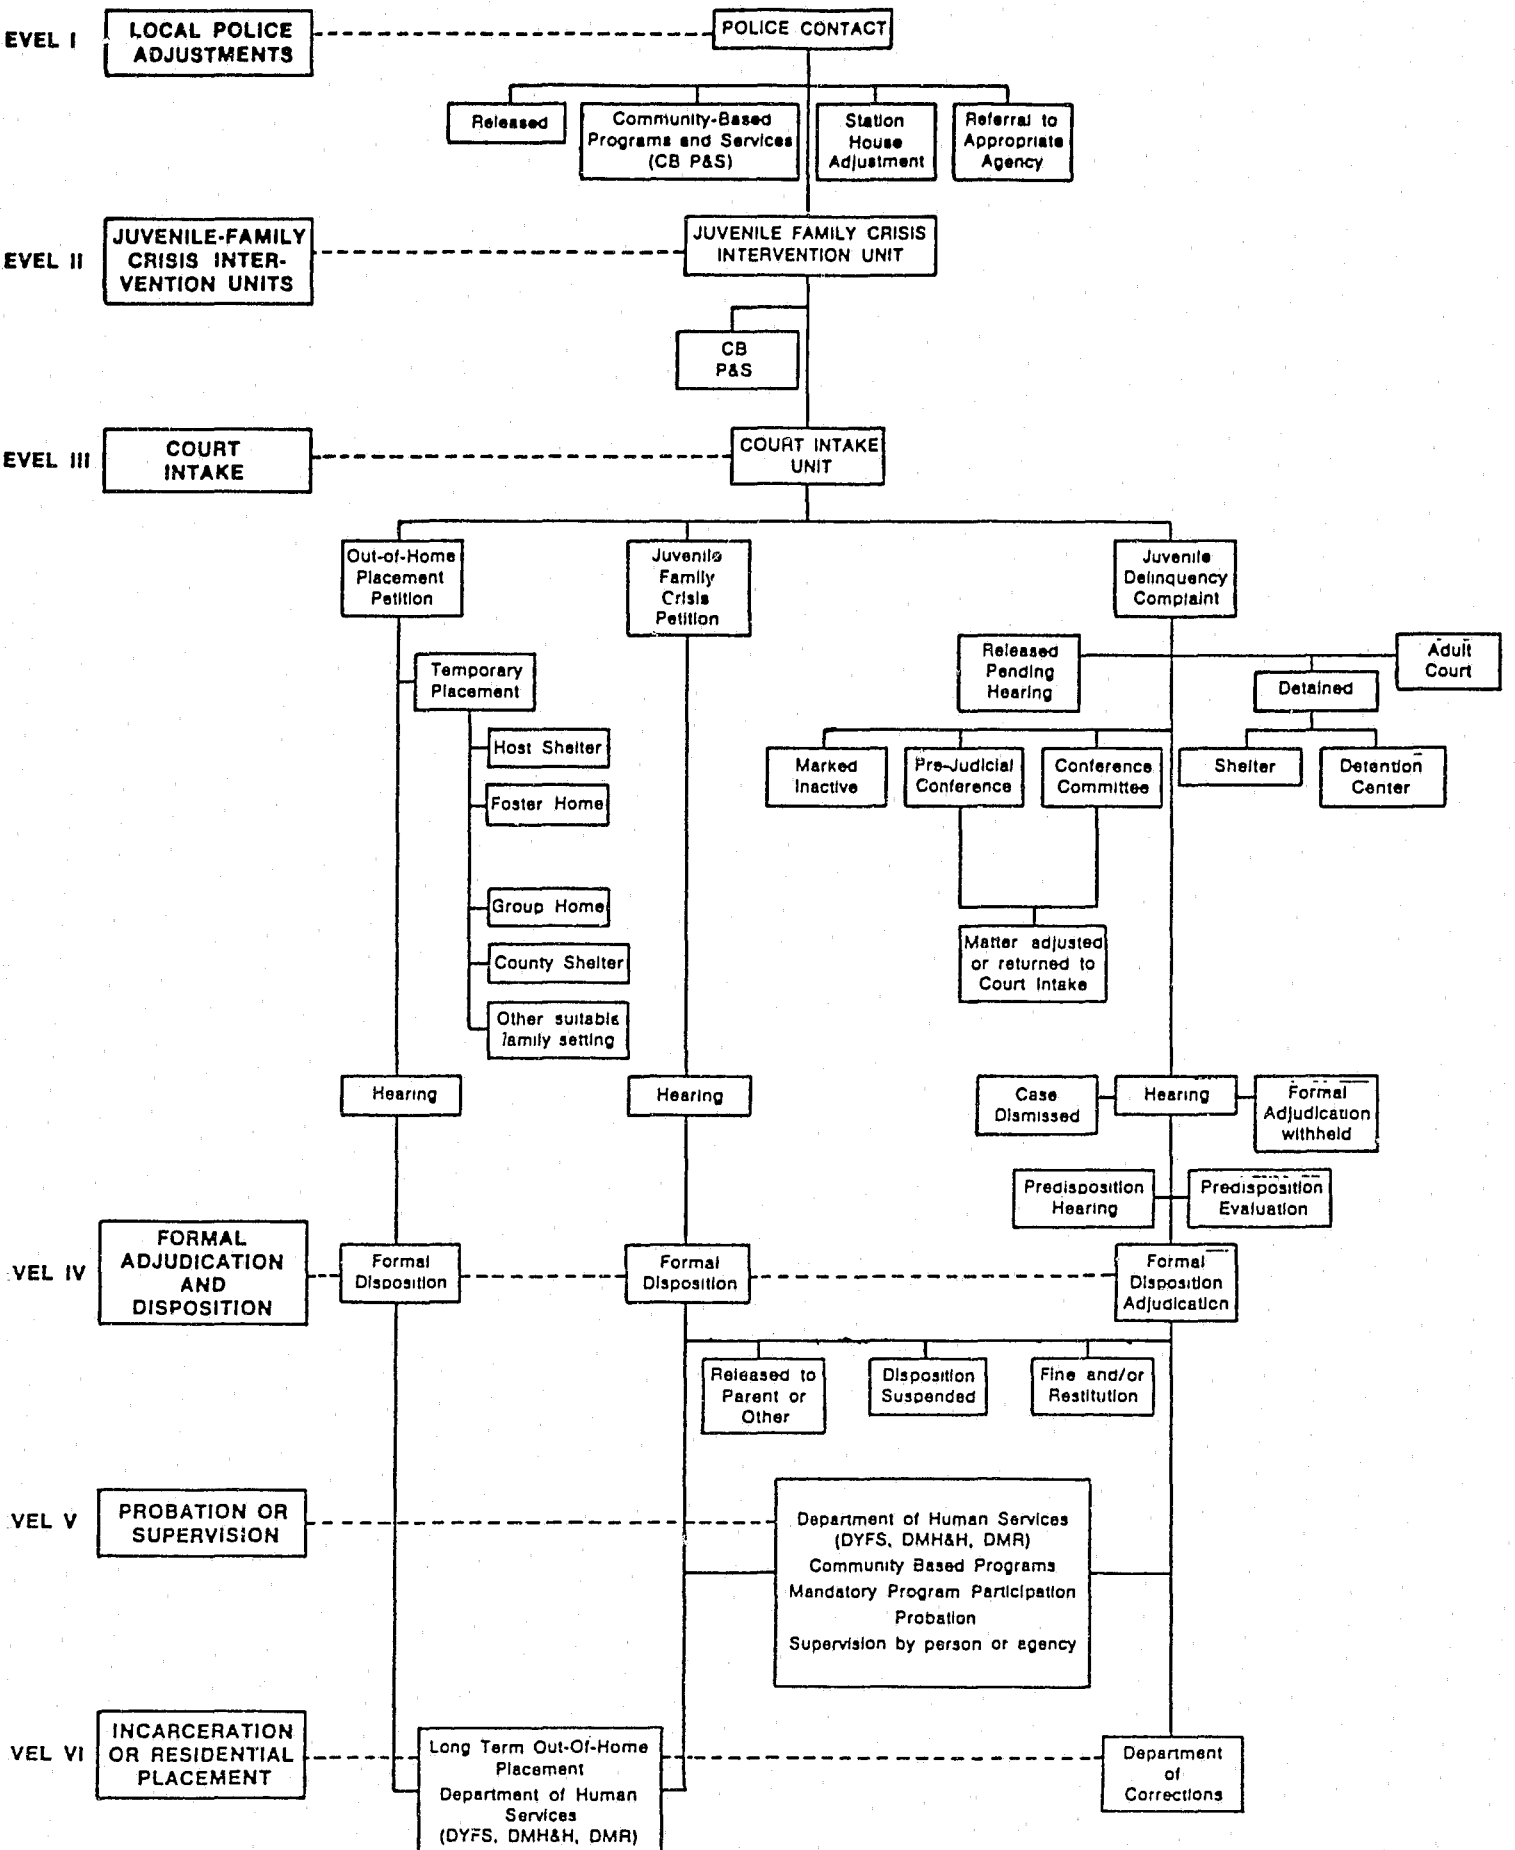 EVEL I
LOCAL POLICE
ADJUSTMENTS
POLICE CONTACT
Released
Community-Based
Programs and Services
(CB P&S)
Station
House
Adjustment
Referral to
Appropriate
Agency
EVEL II
JUVENILE-FAMILY
CRISIS INTER-
VENTION UNITS
JUVENILE FAMILY CRISIS
INTERVENTION UNIT
CB
P&S
EVEL III
COURT
INTAKE
COURT INTAKE
UNIT
Out-of-Home
Placement
Petition
Juvenile
Family
Crisis
Petition
Juvenile
Delinquency
Complaint
Temporary
Placement
Released
Pending
Hearing
Detained
Adult
Court
Host Shelter
Foster Home
Group Home
County Shelter
Other suitable
family setting
Marked
Inactive
Pre-Judicial
Conference
Conference
Committee
Shelter
Detention
Center
Matter adjusted
or returned to
Court Intake
Hearing
Hearing
Case
Dismissed
Hearing
Formal
Adjudication
withheld
Predisposition
Hearing
Predisposition
Evaluation
VEL IV
FORMAL
ADJUDICATION
AND
DISPOSITION
Formal
Disposition
Formal
Disposition
Formal
Disposition
Adjudication
Released to
Parent or
Other
Disposition
Suspended
Fine and/or
Restitution
VEL V
PROBATION OR
SUPERVISION
Department of Human Services
(DYFS, DMH&H, DMR)
Community Based Programs
Mandatory Program Participation
Probation
Supervision by person or agency
VEL VI
INCARCERATION
OR RESIDENTIAL
PLACEMENT
Long Term Out-Of-Home
Placement
Department of Human
Services
(DYFS, DMH&H, DMR)
Department
of
Corrections